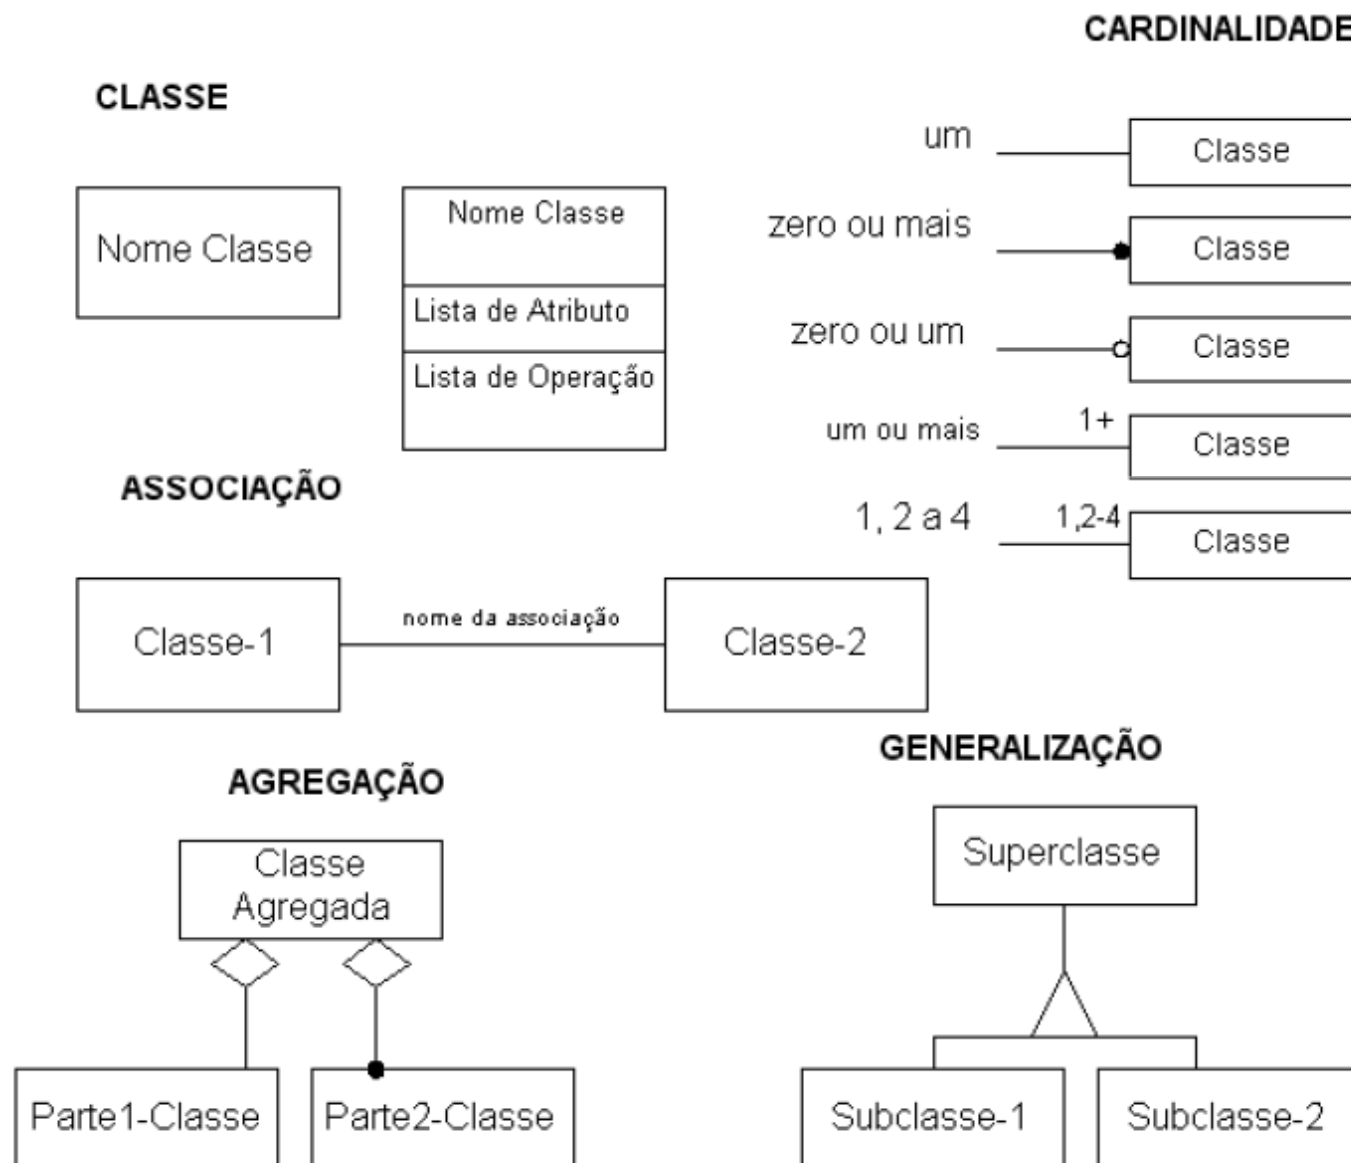 CARDINALIDADE
CLASSE
um
Classe
Nome Classe
Nome Classe
Lista de Atributo
Lista de Operação
zero ou mais
Classe
zero ou um
Classe
um ou mais
1+
Classe
1, 2 a 4
1,2-4
Classe
ASSOCIAÇÃO
Classe-1
nome da associação
Classe-2
AGREGAÇÃO
Classe
Agregada
Parte1-Classe
Parte2-Classe
GENERALIZAÇÃO
Superclasse
Subclasse-1
Subclasse-2